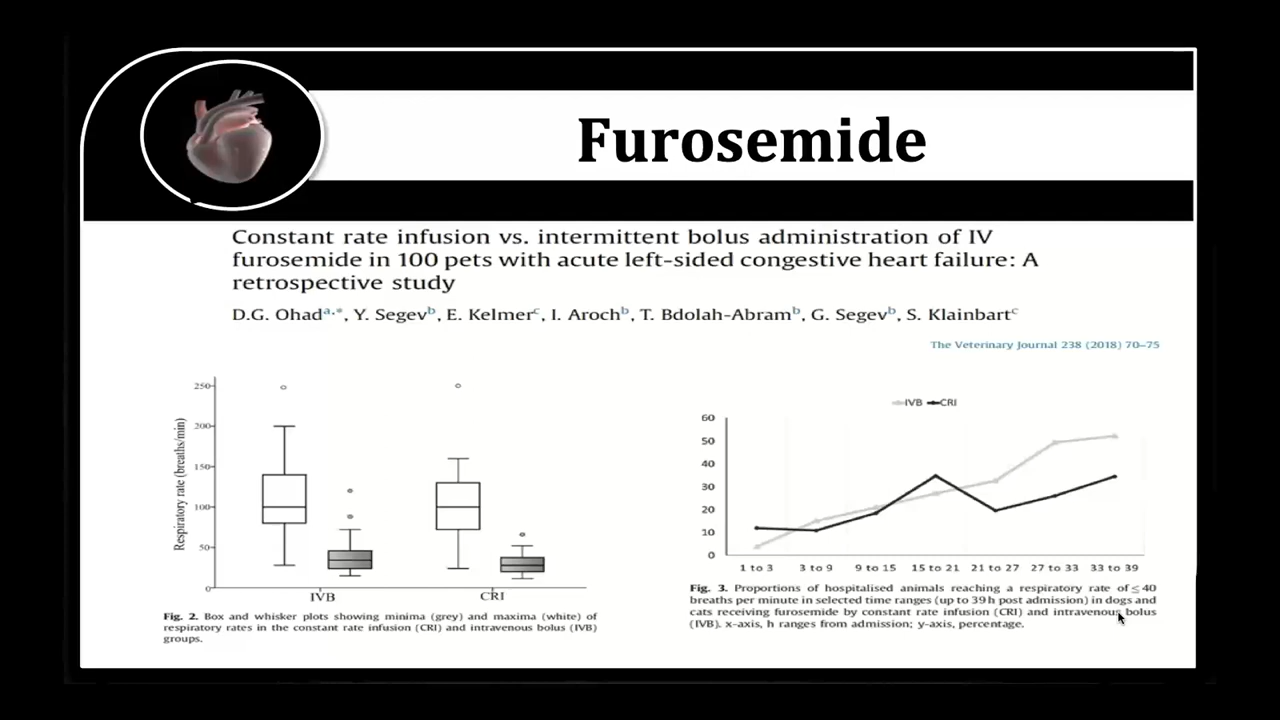 Furosemide
Constant rate infusion vs. intermittent bolus administration of IV
furosemide in 100 pets with acute left-sided congestive heart failure: A
retrospective study
D.G. Ohad a,*, Y. Segev b, E. Kelmer c, I. Aroch b, T. Bdolah-Abram b, G. Segev b, S. Klainbart c
The Veterinary Journal 238 (2018) 70–75
Respiratory rate (breaths/min)
250
200
150
100
50
0
IVB
CRI
Fig. 2. Box and whisker plots showing minima (grey) and maxima (white) of
respiratory rates in the constant rate infusion (CRI) and intravenous bolus (IVB)
groups.
IVB CRI
60
50
40
30
20
10
0
1 to 3 3 to 9 9 to 15 15 to 21 21 to 27 27 to 33 33 to 39
Fig. 3. Proportions of hospitalised animals reaching a respiratory rate of ≤ 40
breaths per minute in selected time ranges (up to 39 h post admission) in dogs and
cats receiving furosemide by constant rate infusion (CRI) and intravenous bolus
(IVB). x-axis, h ranges from admission; y-axis, percentage.